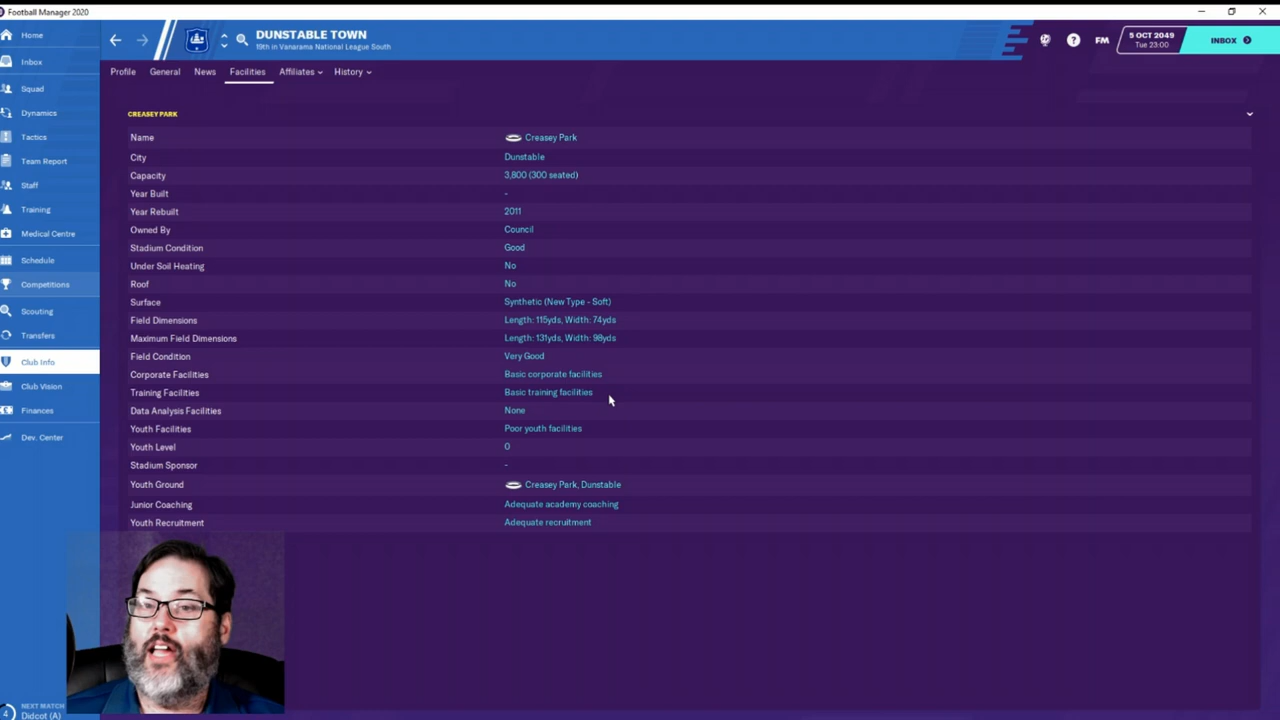 Football Manager 2020
Home
Inbox
Squad
Dynamics
Tactics
Team Report
Staff
Training
Medical Centre
Schedule
Competitions
Scouting
Transfers
Club Info
Club Vision
Finances
Dev. Center
4
NEXT MATCH
Didcot (A)
DUNSTABLE TOWN
19th in Vanarama National League South
?
FM
5 OCT 2049
Tue 23:00
INBOX
Profile General News Facilities Affiliates History
CREASEY PARK
Name Creasey Park
City Dunstable
Capacity 3,800 (300 seated)
Year Built -
Year Rebuilt 2011
Owned By Council
Stadium Condition Good
Under Soil Heating No
Roof No
Surface Synthetic (New Type - Soft)
Field Dimensions Length: 115yds, Width: 74yds
Maximum Field Dimensions Length: 131yds, Width: 98yds
Field Condition Very Good
Corporate Facilities Basic corporate facilities
Training Facilities Basic training facilities
Data Analysis Facilities None
Youth Facilities Poor youth facilities
Youth Level 0
Stadium Sponsor -
Youth Ground Creasey Park, Dunstable
Junior Coaching Adequate academy coaching
Youth Recruitment Adequate recruitment